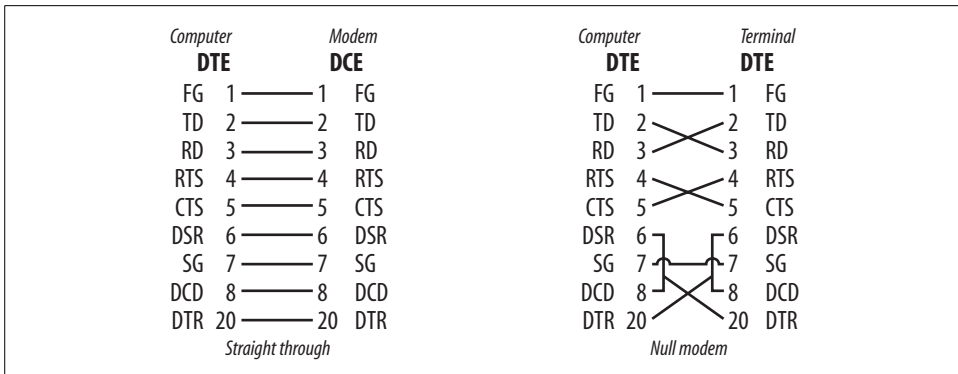 Computer Modem
DTE DCE
FG 1 1 FG
TD 2 2 TD
RD 3 3 RD
RTS 4 4 RTS
CTS 5 5 CTS
DSR 6 6 DSR
SG 7 7 SG
DCD 8 8 DCD
DTR 20 20 DTR
Straight through
Computer Terminal
DTE DTE
FG 1 1 FG
TD 2 2 TD
RD 3 3 RD
RTS 4 4 RTS
CTS 5 5 CTS
DSR 6 6 DSR
SG 7 7 SG
DCD 8 8 DCD
DTR 20 20 DTR
Null modem